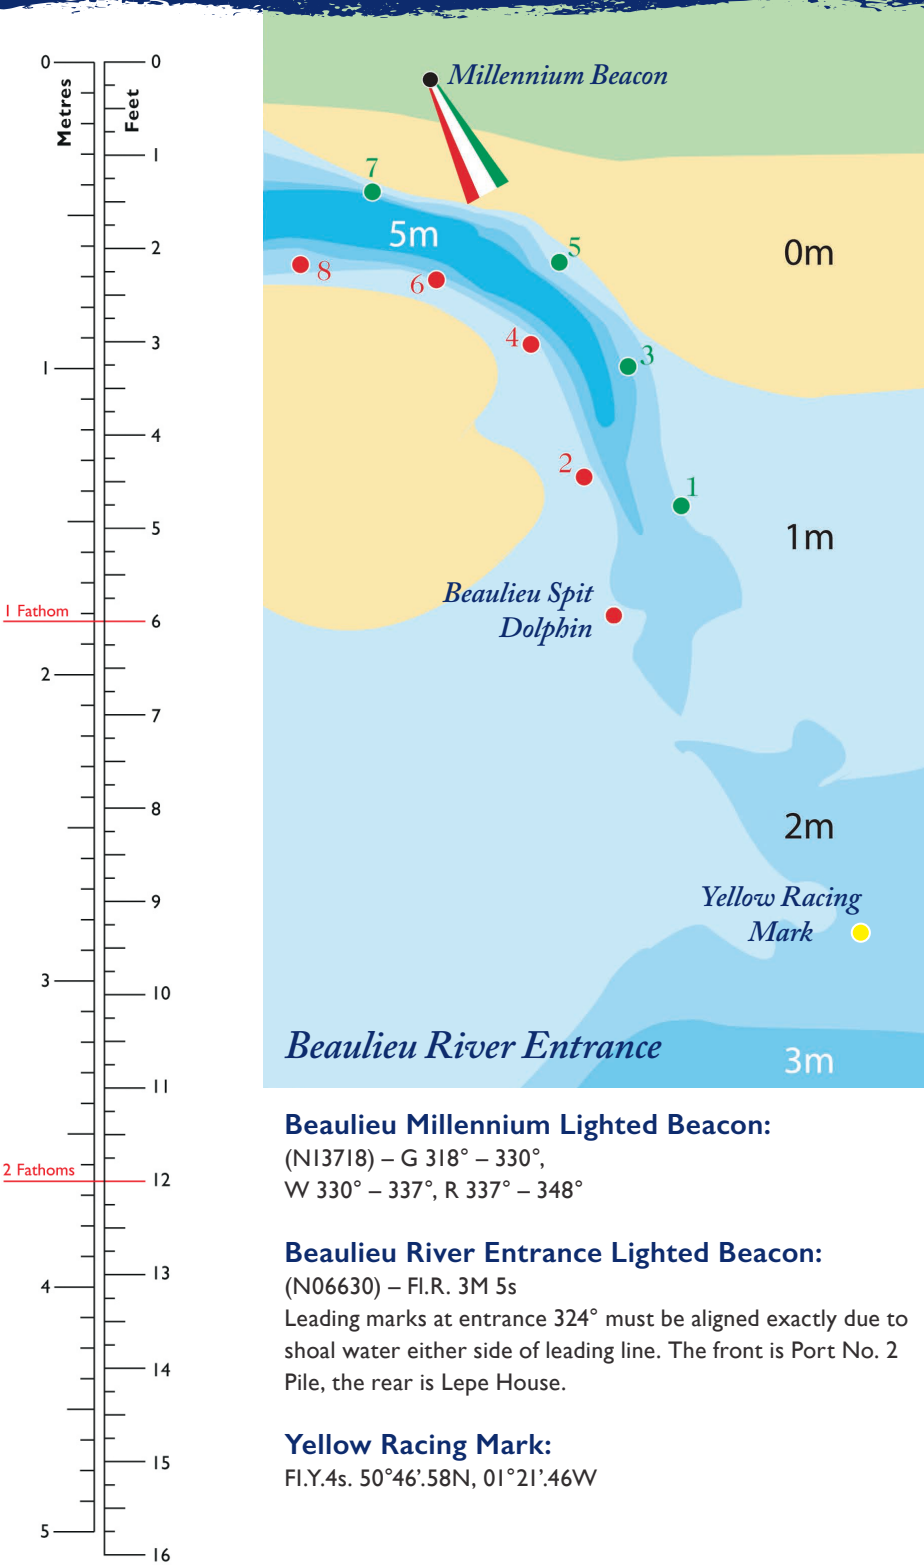 Metres
Feet
0
1
2
3
4
5
0
1
2
3
4
5
6
7
8
9
10
11
12
13
14
15
16
1 Fathom
2 Fathoms
Millennium Beacon
7
5m
5
0m
8
6
4
3
2
1
1m
Beaulieu Spit
Dolphin
2m
Yellow Racing
Mark
Beaulieu River Entrance
3m
Beaulieu Millennium Lighted Beacon:
(N13718) – G 318° – 330°,
W 330° – 337°, R 337° – 348°
Beaulieu River Entrance Lighted Beacon:
(N06630) – Fl.R. 3M 5s
Leading marks at entrance 324° must be aligned exactly due to
shoal water either side of leading line. The front is Port No. 2
Pile, the rear is Lepe House.
Yellow Racing Mark:
Fl.Y.4s. 50°46’.58N, 01°21’.46W